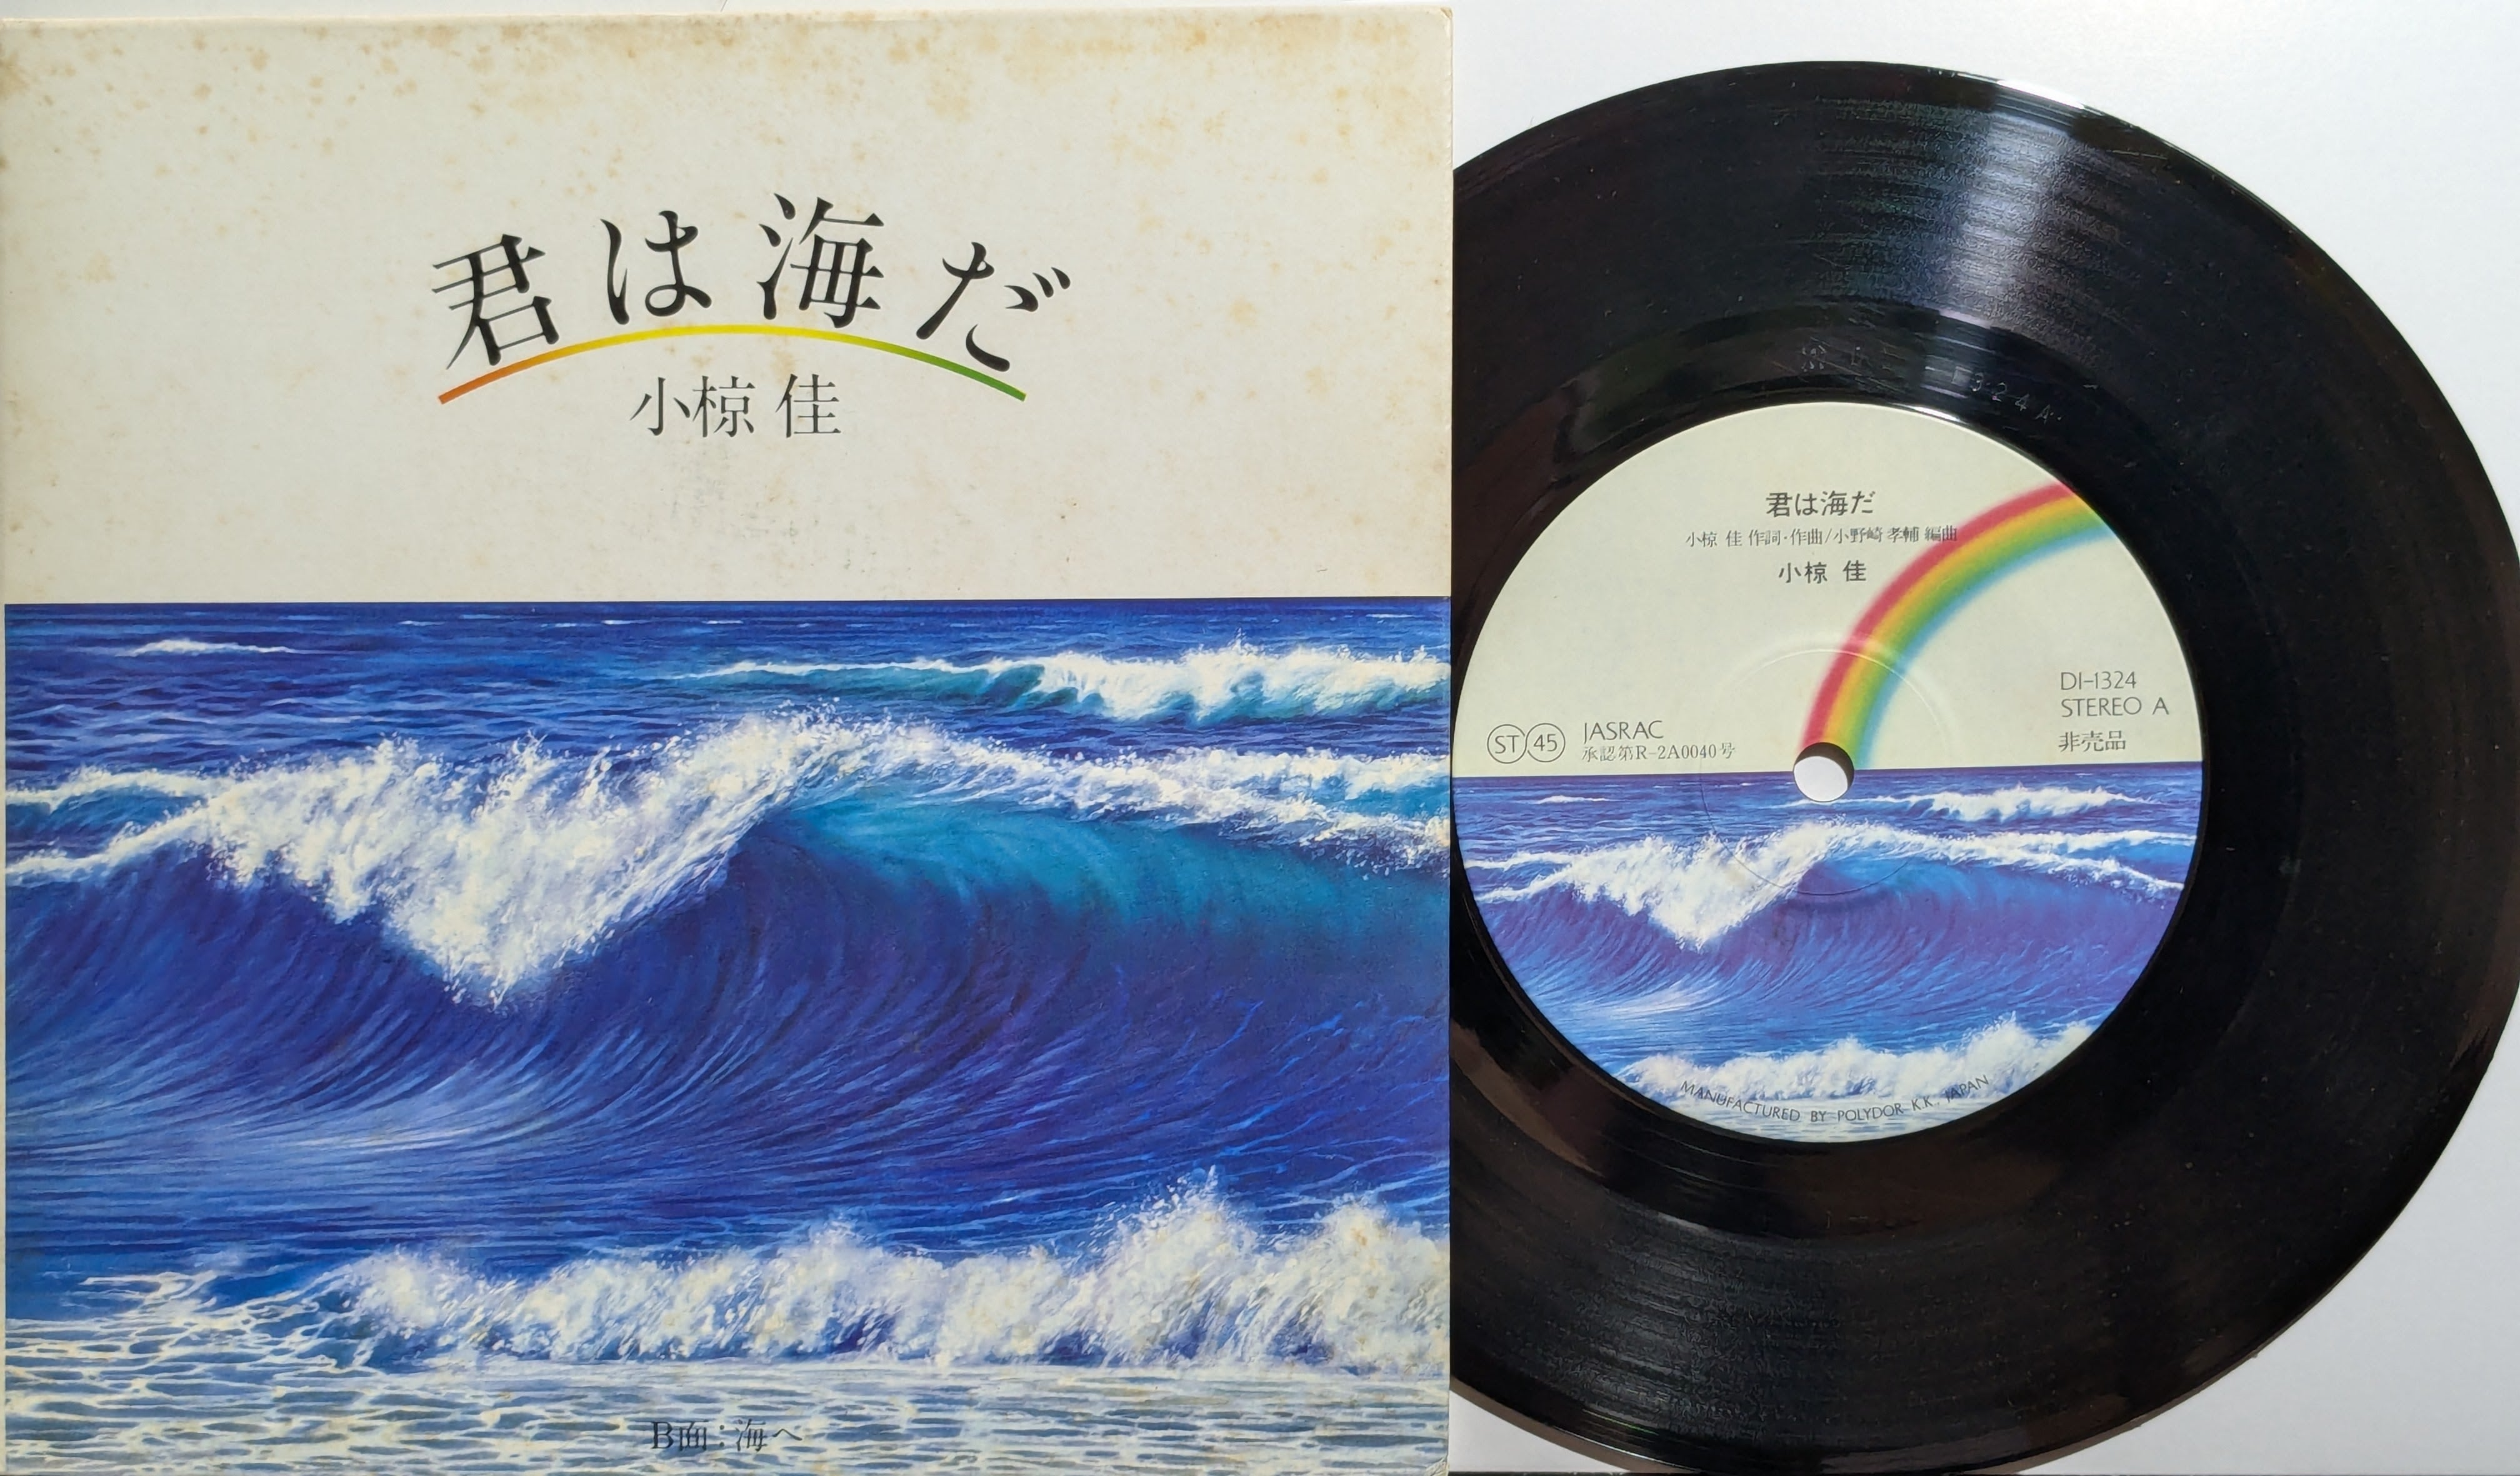 君は海だ
小椋 佳
B面:海へ
君は海だ
小椋 佳 作詞・作曲/小野崎 孝輔 編曲
小椋 佳
DI-1324
STEREO A
非売品
ST 45
JASRAC
承認第R-2A0040号
MANUFACTURED BY POLYDOR K.K. JAPAN